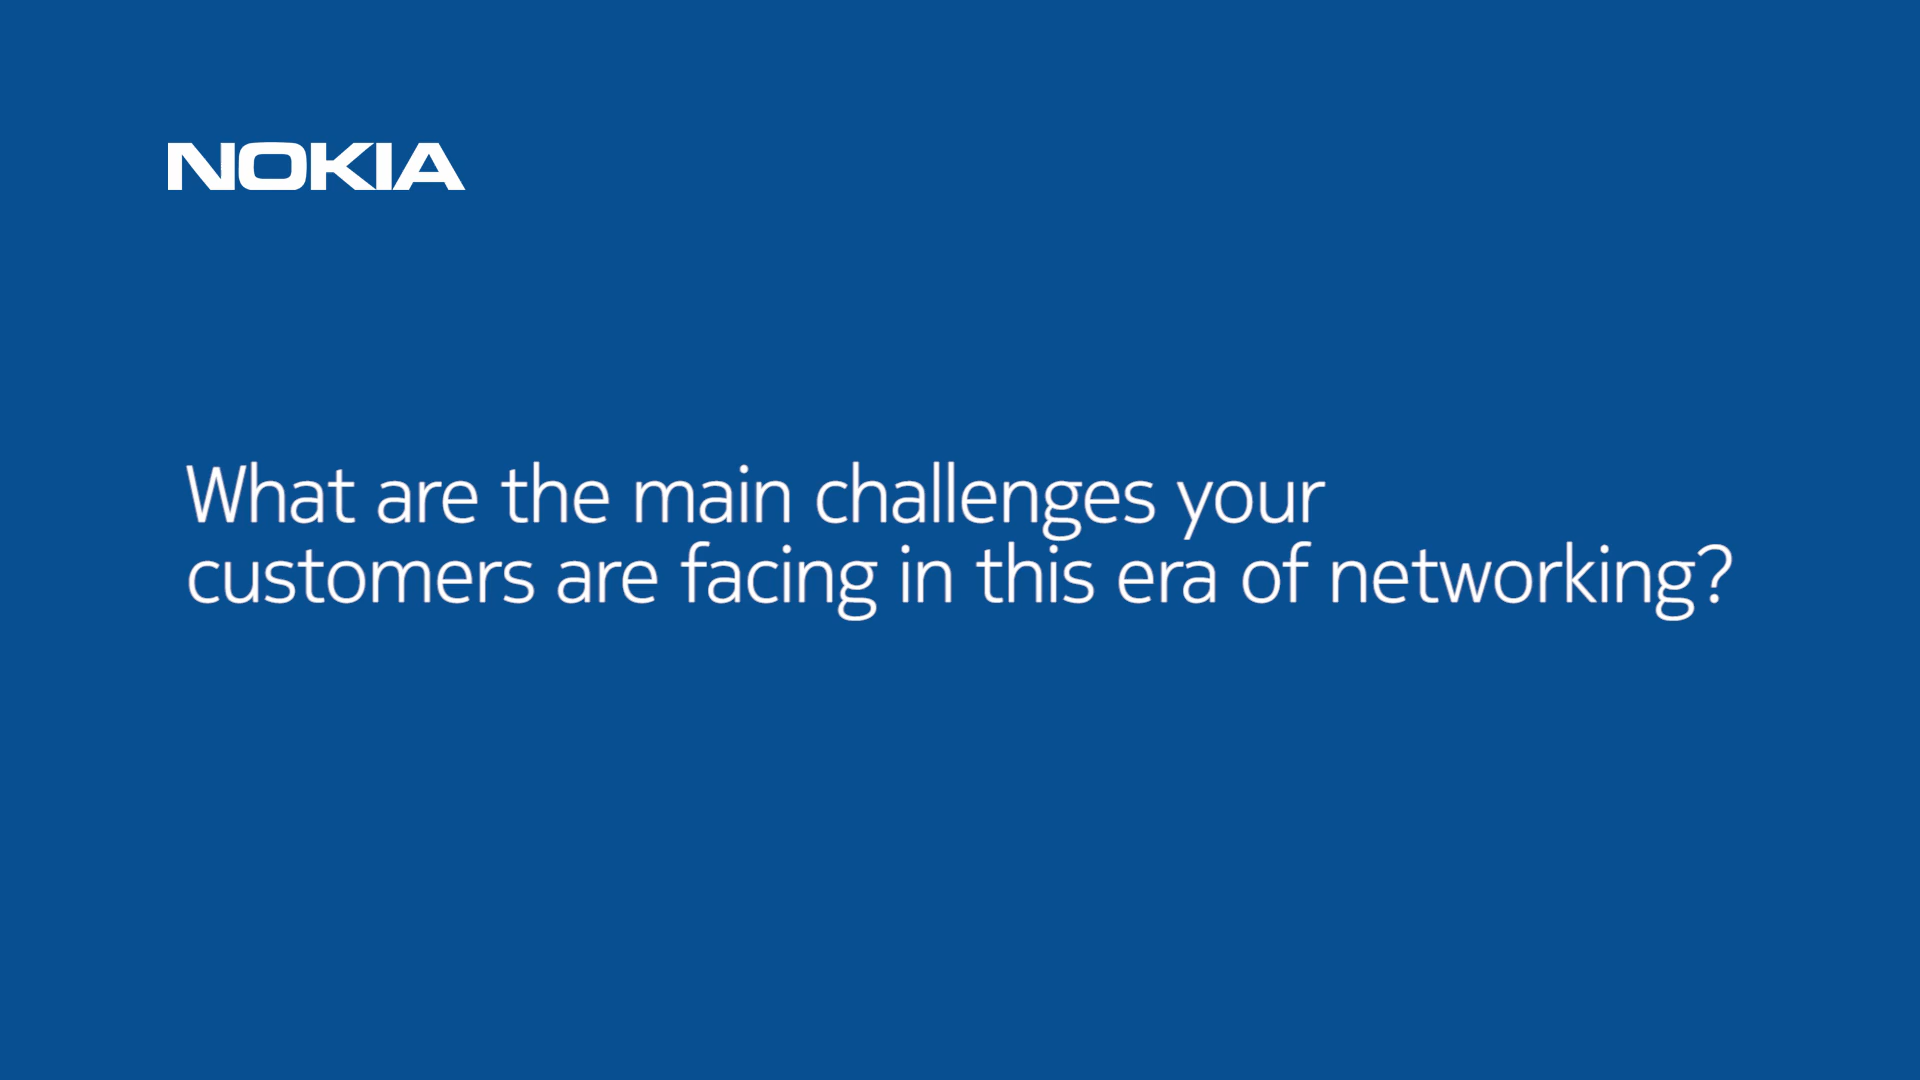 NOKIA
What are the main challenges your
customers are facing in this era of networking?